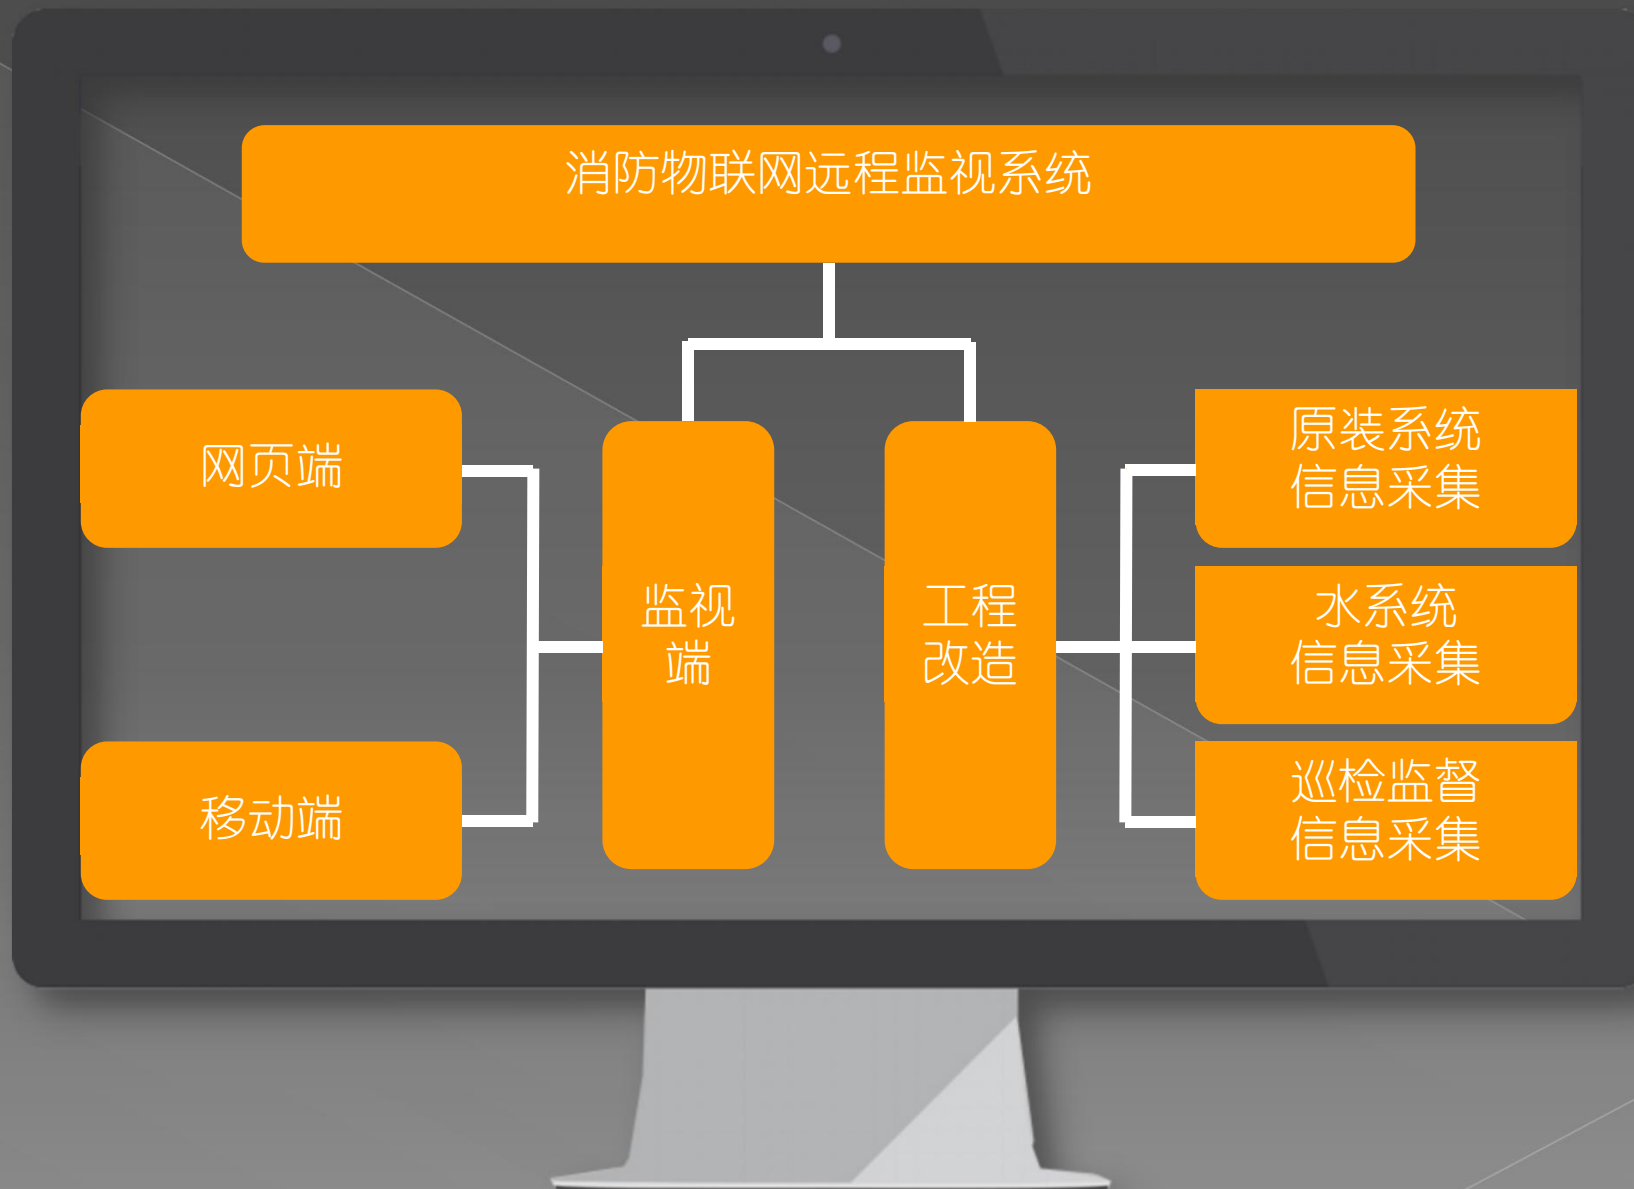 消防物联网远程监视系统
网页端
移动端
监视
端
工程
改造
原装系统
信息采集
水系统
信息采集
巡检监督
信息采集